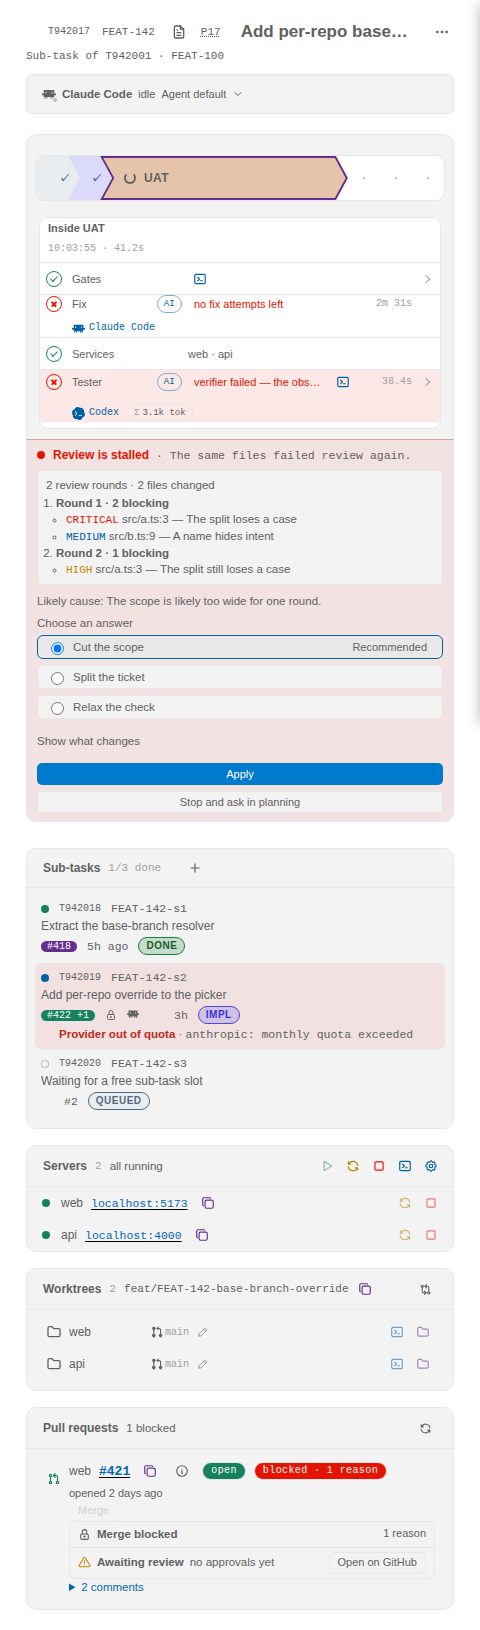 T942017 FEAT-142 P17 Add per-repo base…
Sub-task of T942001 · FEAT-100
Claude Code idle Agent default
✓ ✓ UAT · · ·
Inside UAT
10:03:55 · 41.2s
Gates
Fix AI no fix attempts left 2m 31s
Claude Code
Services web · api
Tester AI verifier failed — the obs… 38.4s
Codex Σ 3.1k tok
Review is stalled · The same files failed review again.
2 review rounds · 2 files changed
1. Round 1 · 2 blocking
CRITICAL src/a.ts:3 — The split loses a case
MEDIUM src/b.ts:9 — A name hides intent
2. Round 2 · 1 blocking
HIGH src/a.ts:3 — The split still loses a case
Likely cause: The scope is likely too wide for one round.
Choose an answer
Cut the scope Recommended
Split the ticket
Relax the check
Show what changes
Apply
Stop and ask in planning
Sub-tasks 1/3 done
T942018 FEAT-142-s1
Extract the base-branch resolver
#418 5h ago DONE
T942019 FEAT-142-s2
Add per-repo override to the picker
#422 +1 3h IMPL
Provider out of quota · anthropic: monthly quota exceeded
T942020 FEAT-142-s3
Waiting for a free sub-task slot
#2 QUEUED
Servers 2 all running
web localhost:5173
api localhost:4000
Worktrees 2 feat/FEAT-142-base-branch-override
web main
api main
Pull requests 1 blocked
web #421 open blocked · 1 reason
opened 2 days ago
Merge
Merge blocked 1 reason
Awaiting review no approvals yet Open on GitHub
2 comments